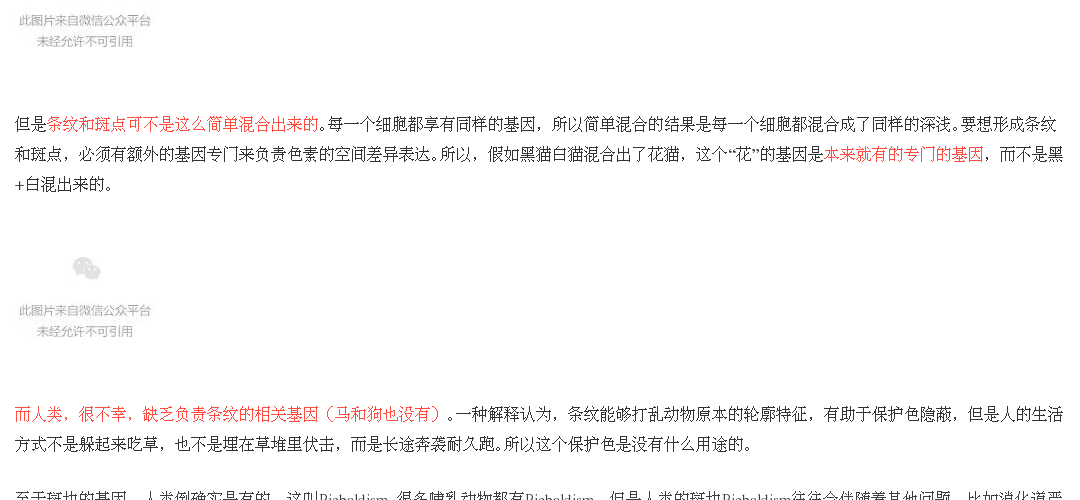 此图片来自微信公众平台
未经允许不可引用
但是条纹和斑点可不是这么简单混合出来的。每一个细胞都享有同样的基因，所以简单混合的结果是每一个细胞都混合成了同样的深浅。要想形成条纹
和斑点，必须有额外的基因专门来负责色素的空间差异表达。所以，假如黑猫白猫混合出了花猫，这个“花”的基因是本来就有的专门的基因，而不是黑
+白混出来的。
此图片来自微信公众平台
未经允许不可引用
而人类，很不幸，缺乏负责条纹的相关基因（马和狗也没有）。一种解释认为，条纹能够打乱动物原本的轮廓特征，有助于保护色隐蔽，但是人的生活
方式不是躲起来吃草，也不是埋在草堆里伏击，而是长途奔袭耐久跑。所以这个保护色是没有什么用途的。
至于斑块的基因，人类倒确实是有的，这叫Piebaldism。很多哺乳动物都有Piebaldism，但是人类的斑块Piebaldism往往会伴随着其他问题，比如消化道严